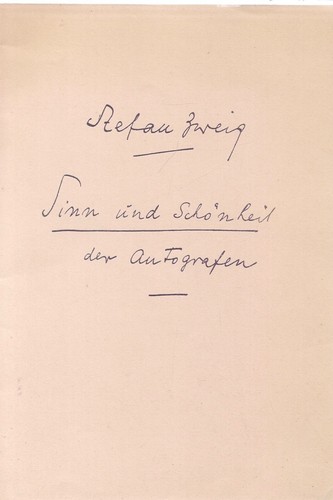 Stefan Zweig
Sinn und Schönheit
der Autografen